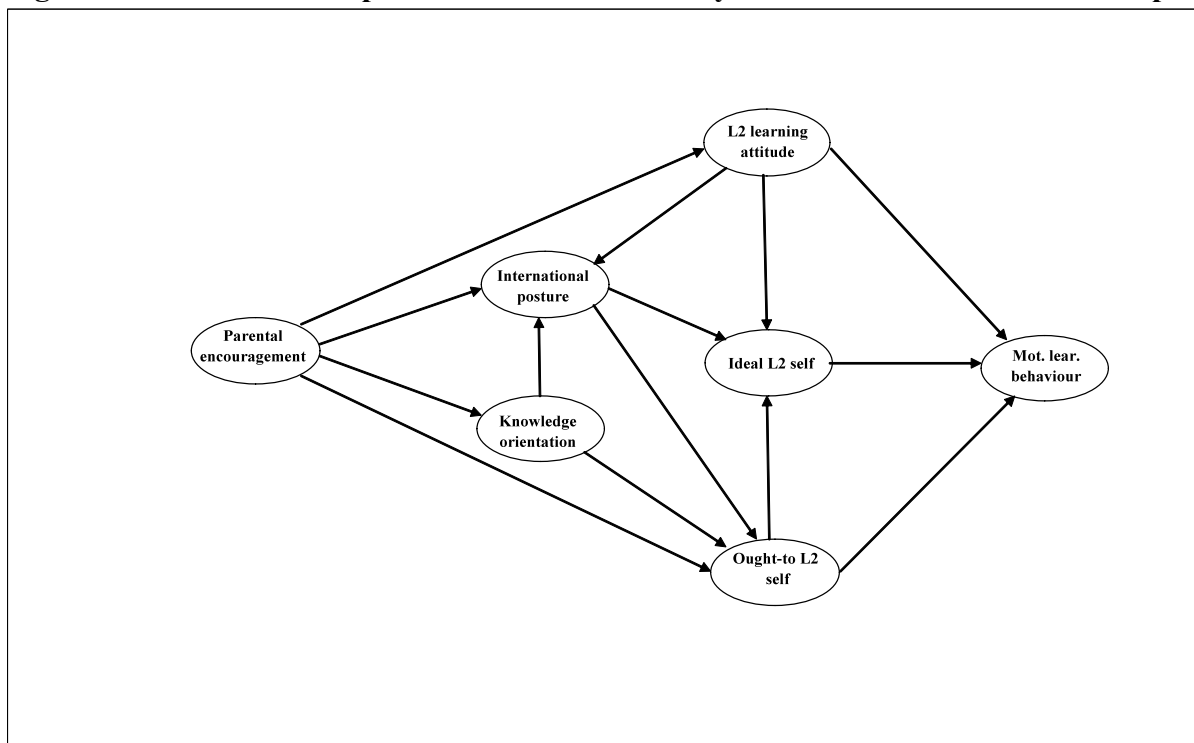 L2 learning
attitude
International
posture
Parental
encouragement
Ideal L2 self
Mot. lear.
behaviour
Knowledge
orientation
Ought-to L2
self